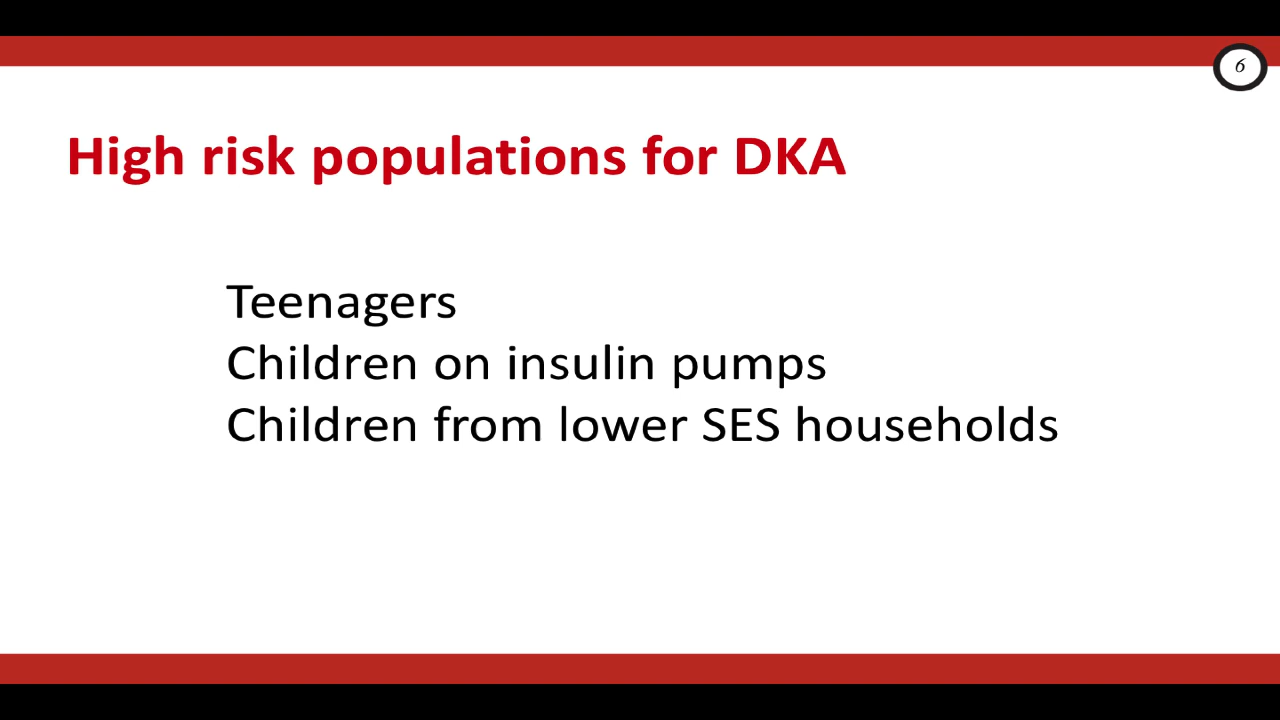 6
High risk populations for DKA
Teenagers
Children on insulin pumps
Children from lower SES households